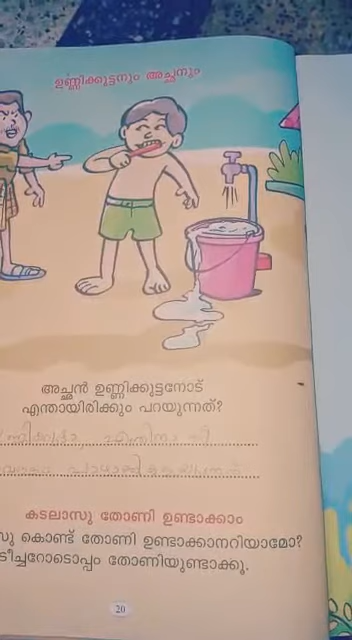 ഉണ്ണിക്കുട്ടനും അച്ഛനും
അച്ഛൻ ഉണ്ണിക്കുട്ടനോട്
എന്തായിരിക്കും പറയുന്നത്?
കടലാസു തോണി ഉണ്ടാക്കാം
സു കൊണ്ട് തോണി ഉണ്ടാക്കാനറിയാമോ?
ടീച്ചറോടൊപ്പം തോണിയുണ്ടാക്കൂ.
20